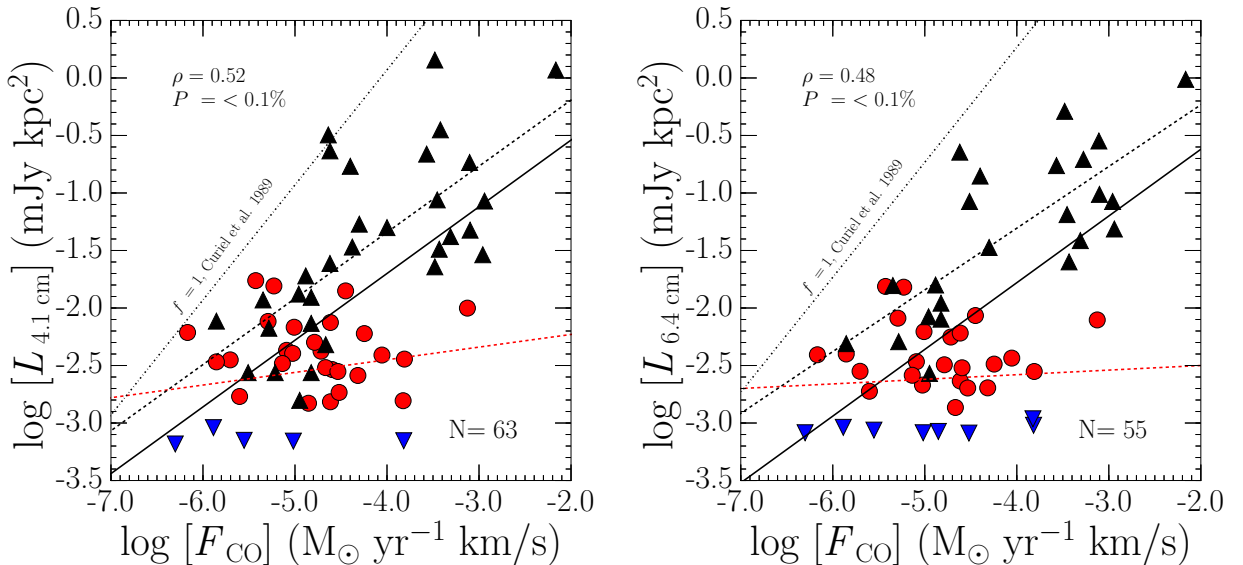 0.5
0.0
-0.5
-1.0
-1.5
-2.0
-2.5
-3.0
-3.5
log [L 4.1 cm] (mJy kpc²)
ρ = 0.52
P = < 0.1%
f = 1, Curiel et al. 1989
N= 63
-7.0 -6.0 -5.0 -4.0 -3.0 -2.0
log [F CO] (M⊙ yr⁻¹ km/s)
0.5
0.0
-0.5
-1.0
-1.5
-2.0
-2.5
-3.0
-3.5
log [L 6.4 cm] (mJy kpc²)
ρ = 0.48
P = < 0.1%
f = 1, Curiel et al. 1989
N= 55
-7.0 -6.0 -5.0 -4.0 -3.0 -2.0
log [F CO] (M⊙ yr⁻¹ km/s)